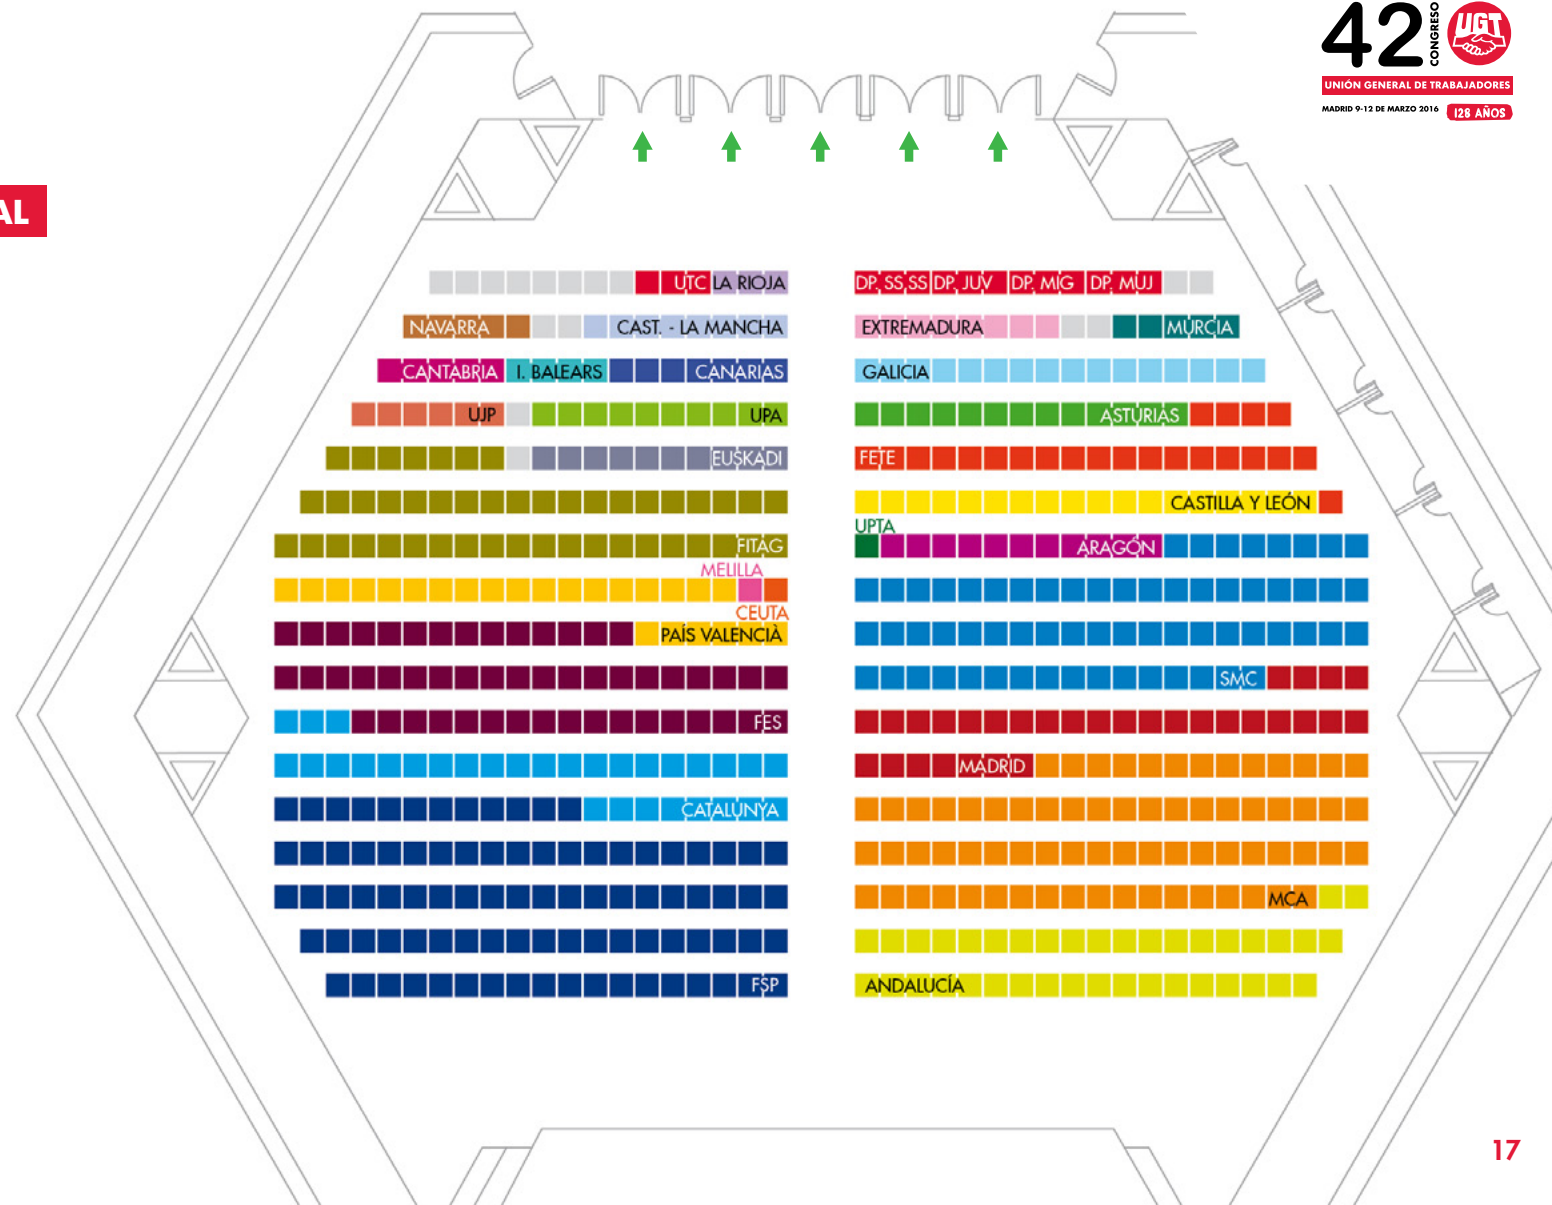 42 CONGRESO UGT
UNIÓN GENERAL DE TRABAJADORES
MADRID 9-12 DE MARZO 2016 128 AÑOS
AL
UTC LA RIOJA DP. SS,SS DP. JUV DP. MIG DP. MUJ
NAVARRA CAST. - LA MANCHA EXTREMADURA MURCIA
CANTABRIA I. BALEARS CANARIAS GALICIA
UJP UPA ASTURIAS
EUSKADI FETE
CASTILLA Y LEÓN
UPTA
FITAG ARAGÓN
MELILLA
CEUTA
PAÍS VALENCIÀ
SMC
FES
MADRID
CATALUNYA
MCA
FSP ANDALUCÍA
17